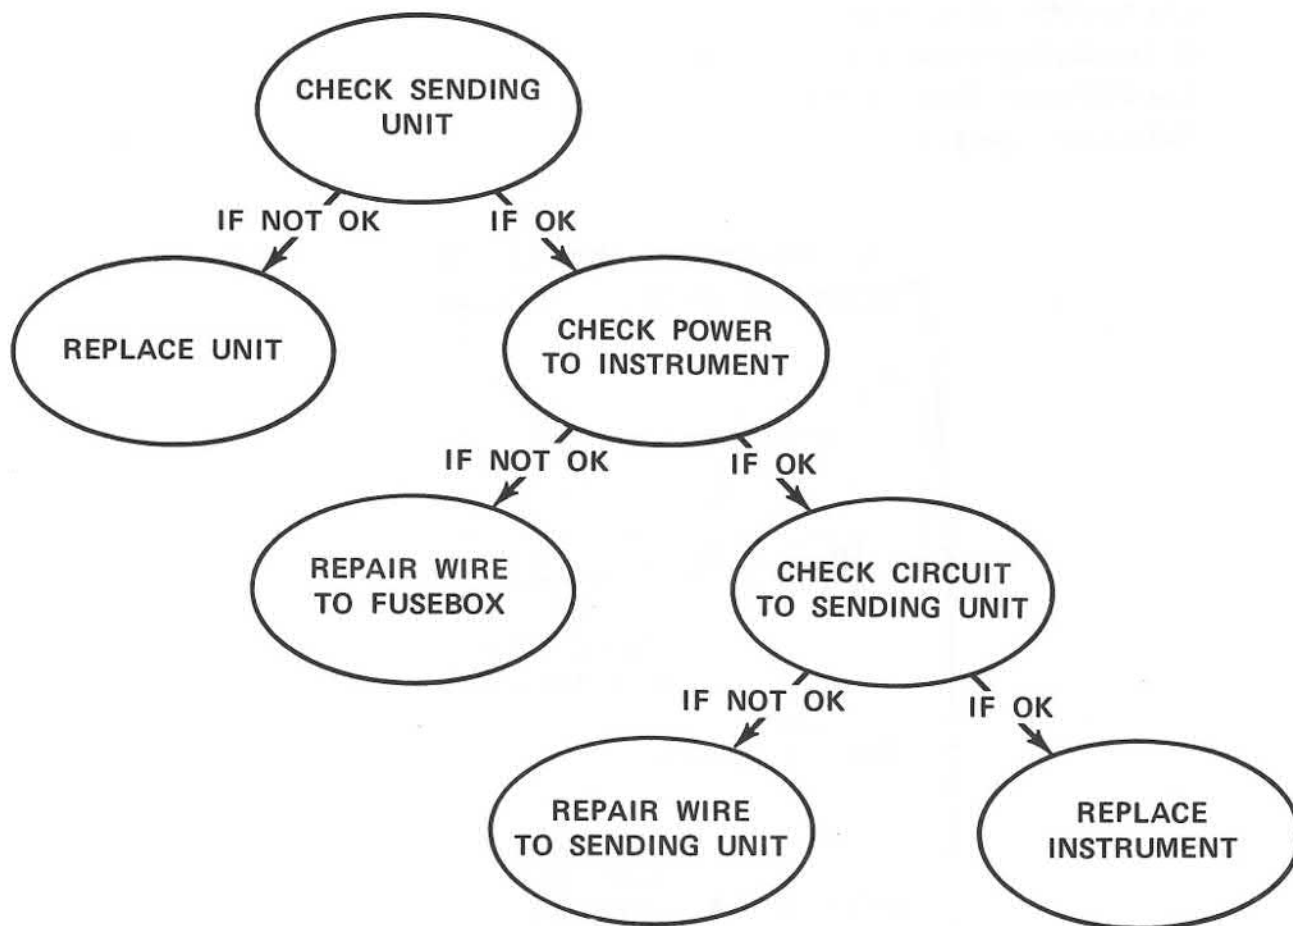 CHECK SENDING
UNIT
IF NOT OK
IF OK
REPLACE UNIT
CHECK POWER
TO INSTRUMENT
IF NOT OK
IF OK
REPAIR WIRE
TO FUSEBOX
CHECK CIRCUIT
TO SENDING UNIT
IF NOT OK
IF OK
REPAIR WIRE
TO SENDING UNIT
REPLACE
INSTRUMENT